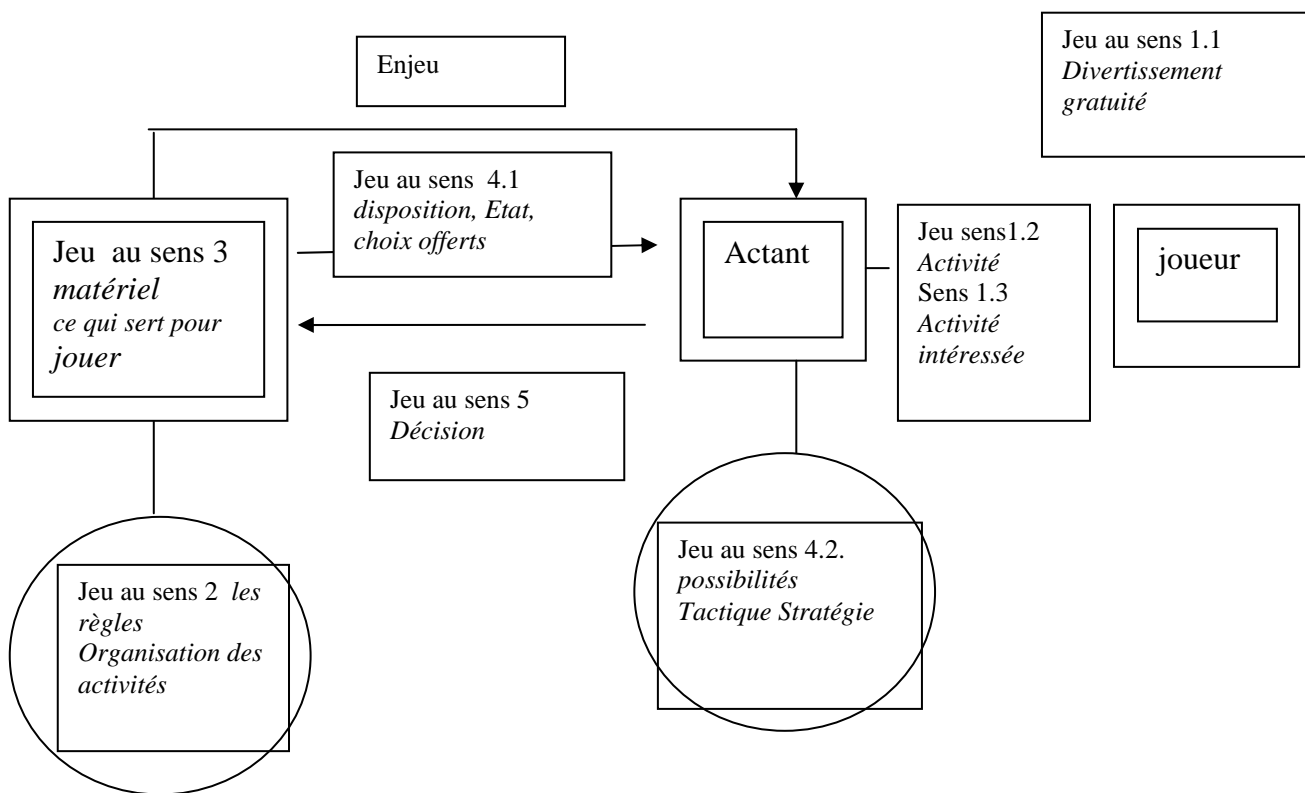 Enjeu
Jeu au sens 1.1
Divertissement
gratuité
Jeu au sens 4.1
disposition, Etat,
choix offerts
Jeu au sens 3
matériel
ce qui sert pour
jouer
Actant
Jeu sens1.2
Activité
Sens 1.3
Activité
intéressée
joueur
Jeu au sens 5
Décision
Jeu au sens 4.2.
possibilités
Tactique Stratégie
Jeu au sens 2 les
règles
Organisation des
activités